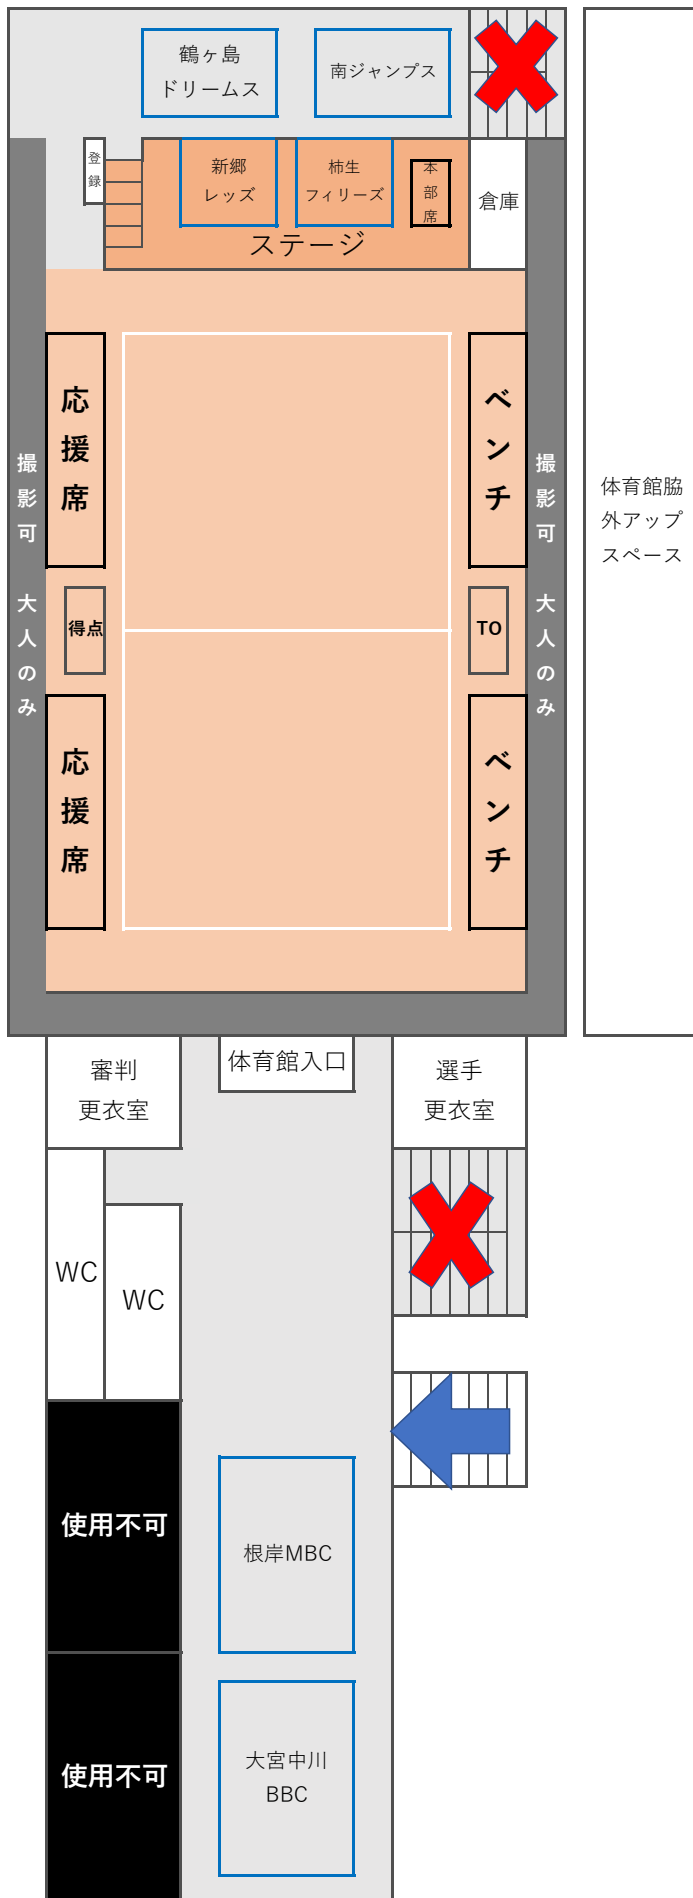 鶴ヶ島
ドリームス
南ジャンプス
登録
新郷
レッズ
柿生
フィリーズ
本部席
倉庫
ステージ
応援席
ベンチ
撮影可　大人のみ
撮影可　大人のみ
体育館脇
外アップ
スペース
得点
TO
応援席
ベンチ
審判
更衣室
体育館入口
選手
更衣室
WC
WC
使用不可
根岸MBC
使用不可
大宮中川
BBC